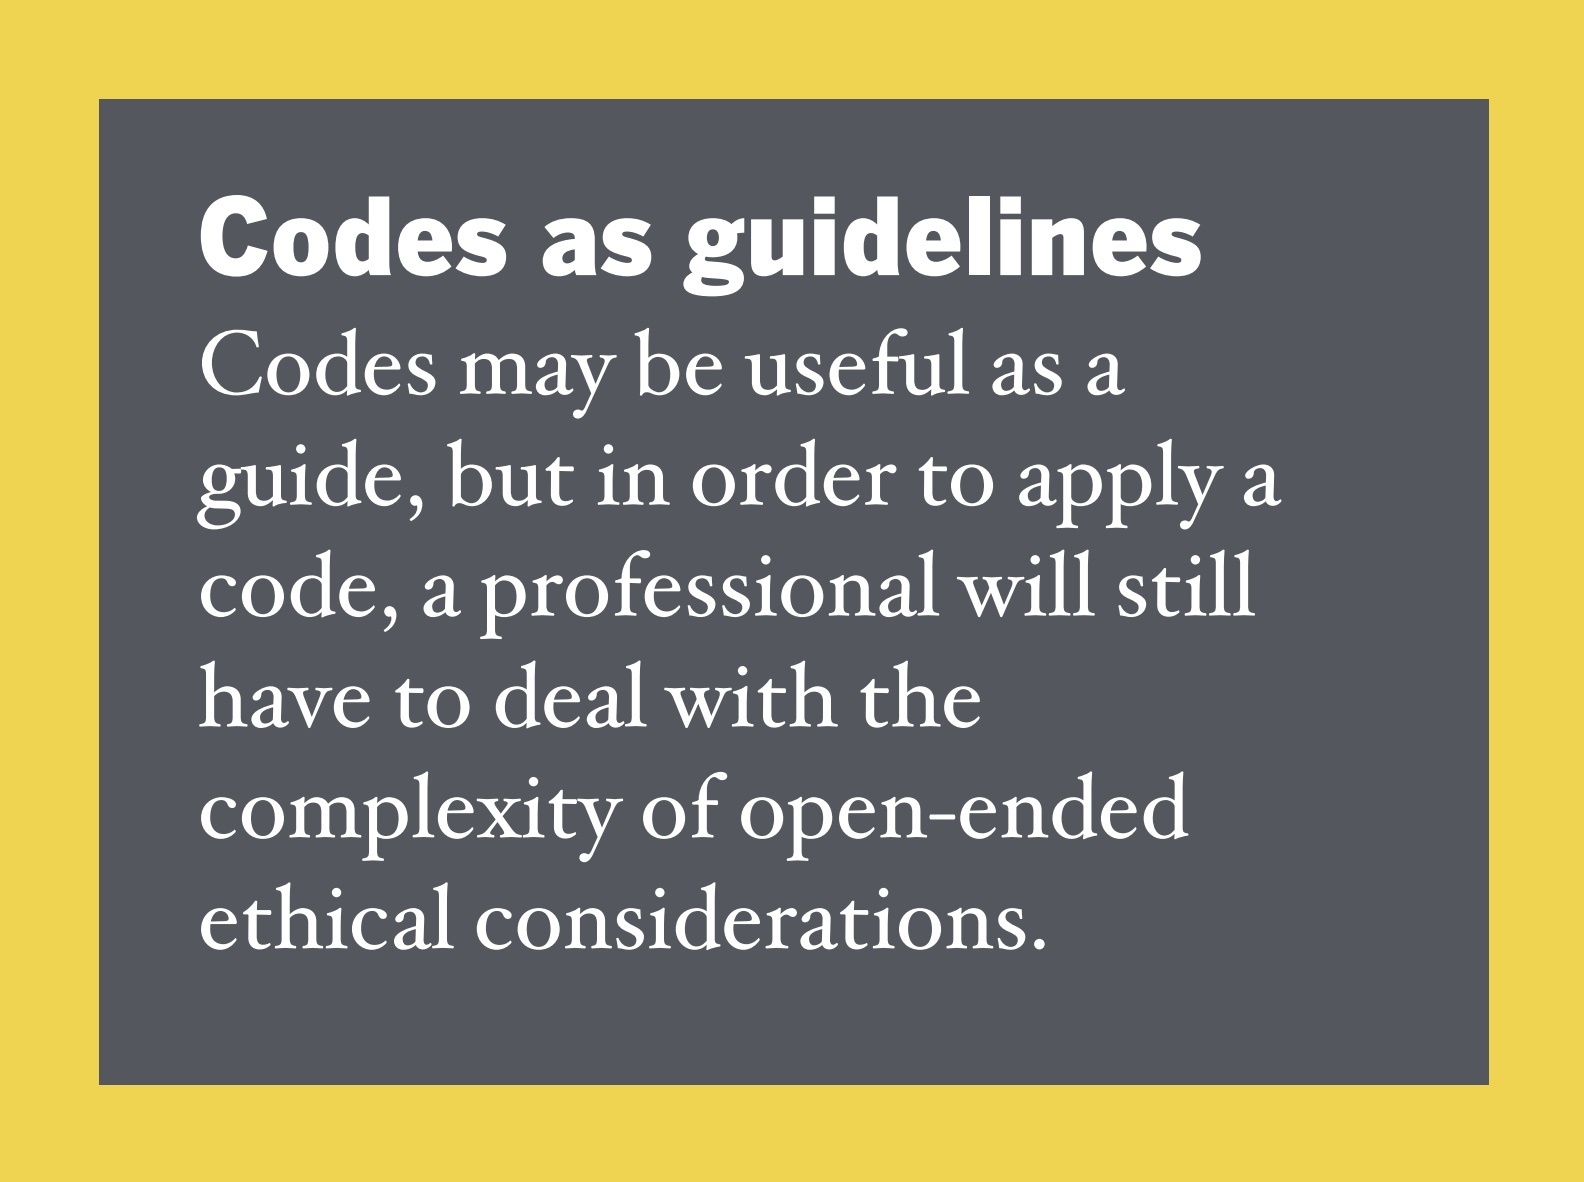 Codes as guidelines
Codes may be useful as a
guide, but in order to apply a
code, a professional will still
have to deal with the
complexity of open-ended
ethical considerations.